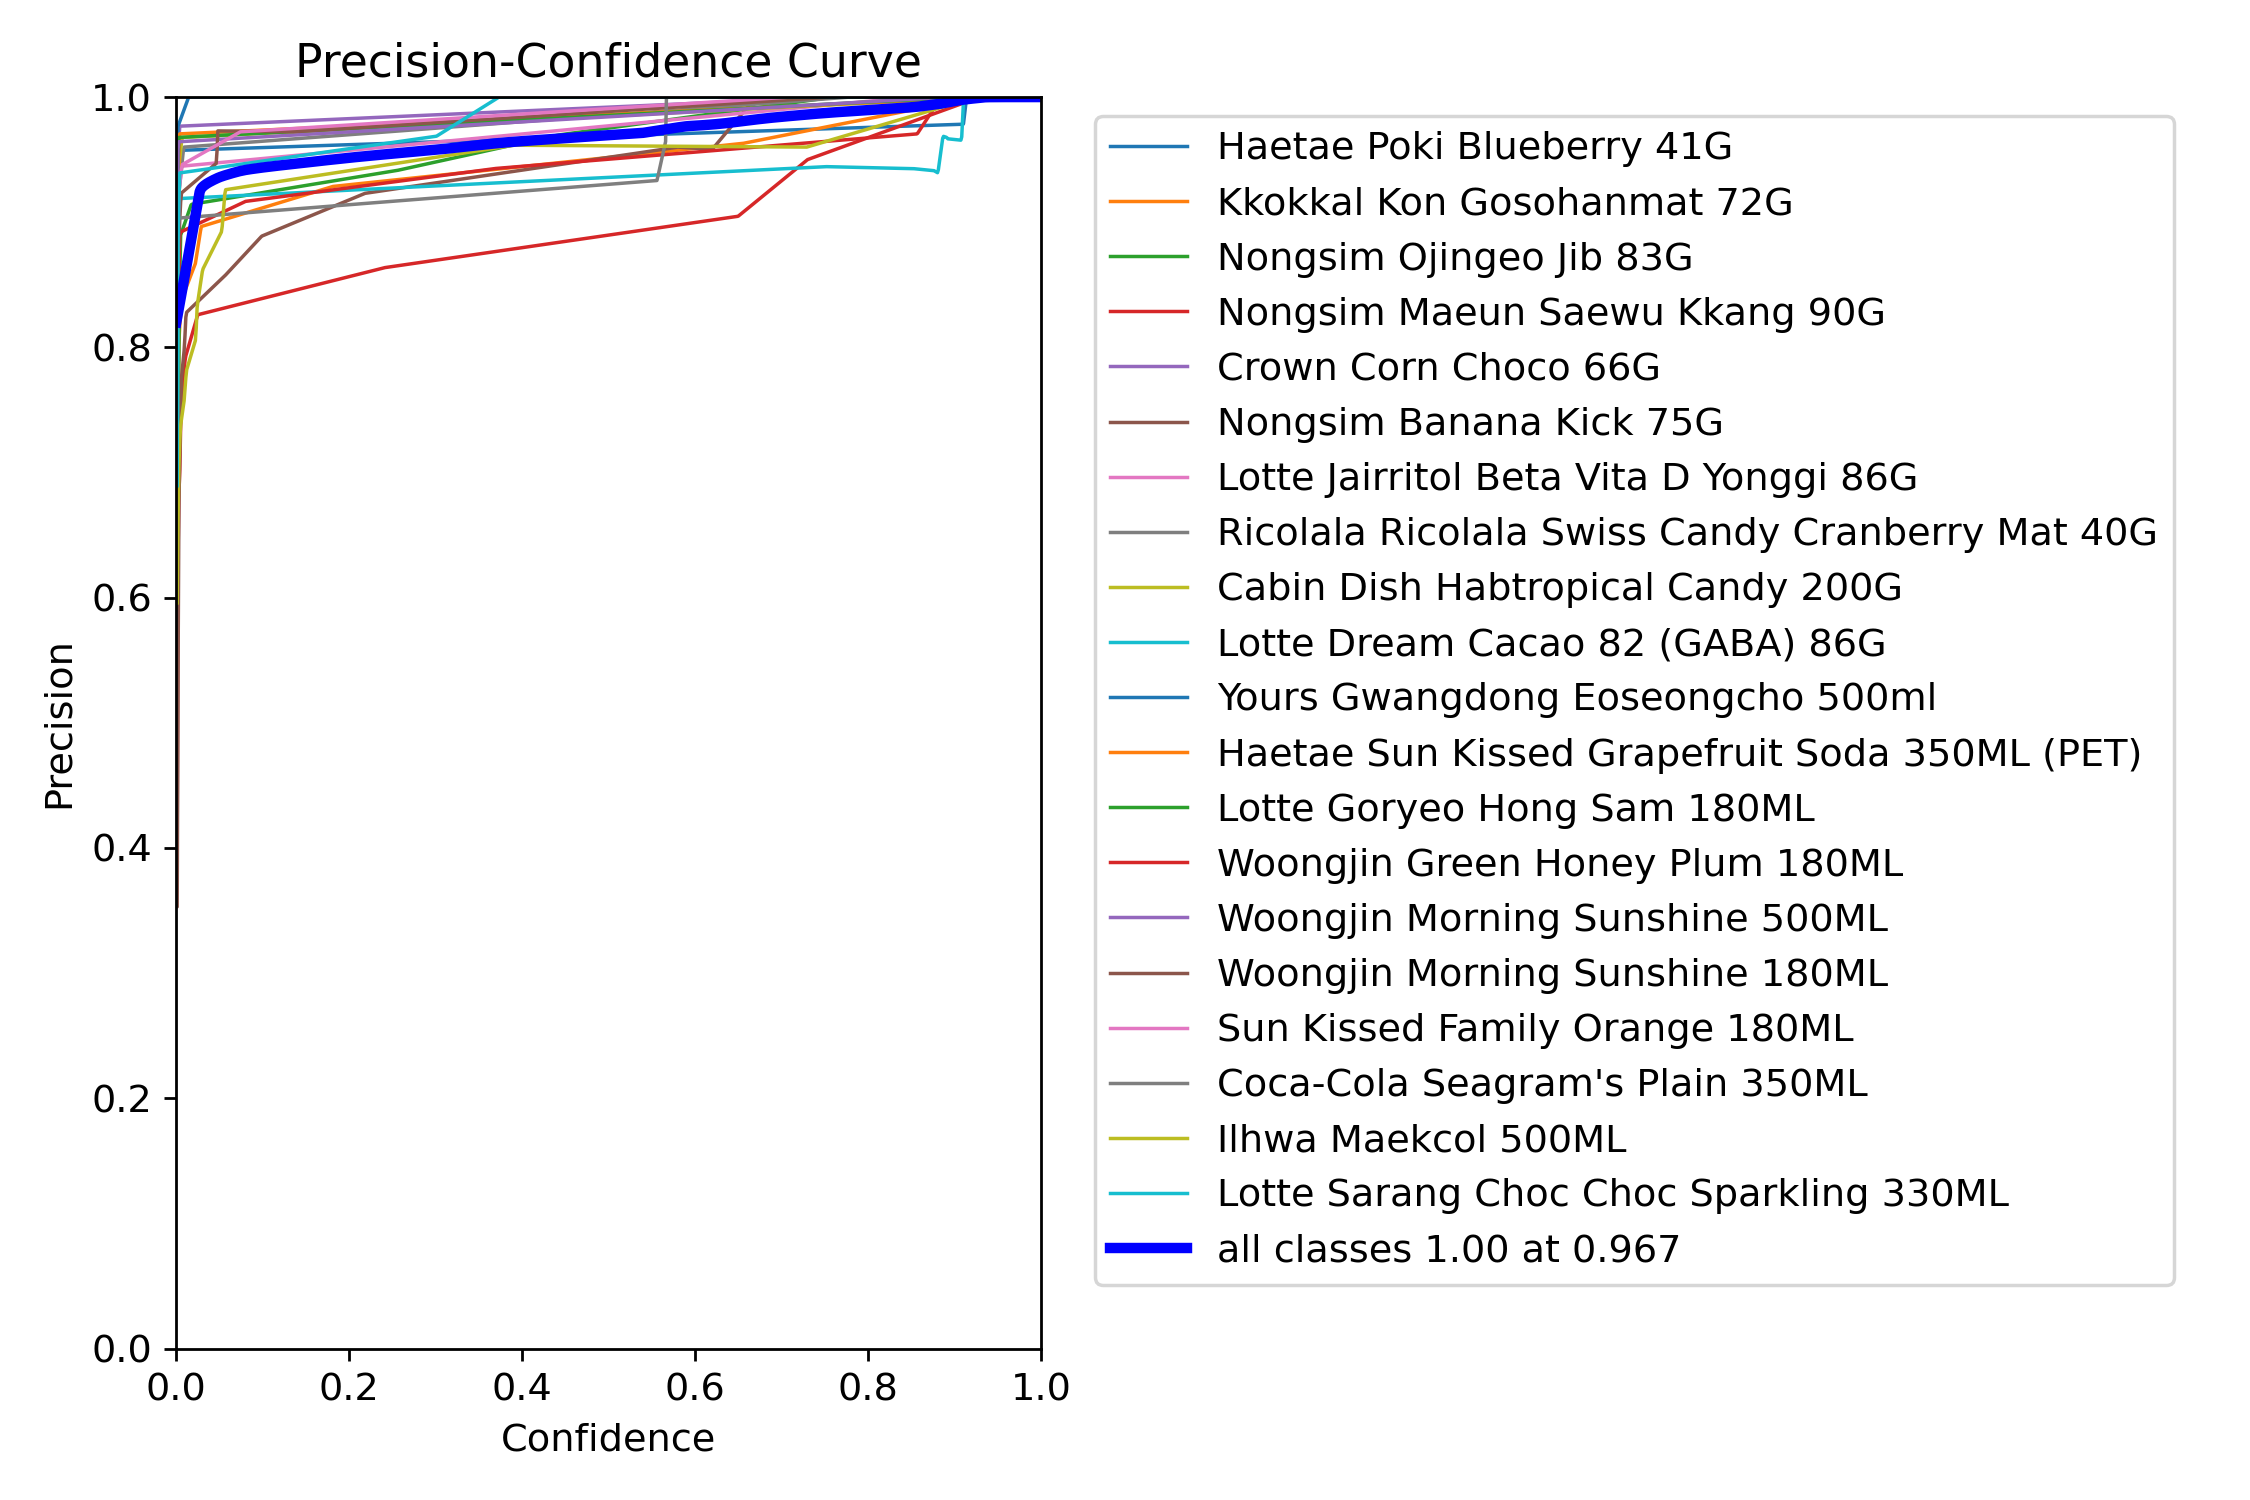 Precision-Confidence Curve
1.0
0.8
0.6
0.4
0.2
0.0
Precision
0.0 0.2 0.4 0.6 0.8 1.0
Confidence
Haetae Poki Blueberry 41G
Kkokkal Kon Gosohanmat 72G
Nongsim Ojingeo Jib 83G
Nongsim Maeun Saewu Kkang 90G
Crown Corn Choco 66G
Nongsim Banana Kick 75G
Lotte Jairritol Beta Vita D Yonggi 86G
Ricolala Ricolala Swiss Candy Cranberry Mat 40G
Cabin Dish Habtropical Candy 200G
Lotte Dream Cacao 82 (GABA) 86G
Yours Gwangdong Eoseongcho 500ml
Haetae Sun Kissed Grapefruit Soda 350ML (PET)
Lotte Goryeo Hong Sam 180ML
Woongjin Green Honey Plum 180ML
Woongjin Morning Sunshine 500ML
Woongjin Morning Sunshine 180ML
Sun Kissed Family Orange 180ML
Coca-Cola Seagram's Plain 350ML
Ilhwa Maekcol 500ML
Lotte Sarang Choc Choc Sparkling 330ML
all classes 1.00 at 0.967